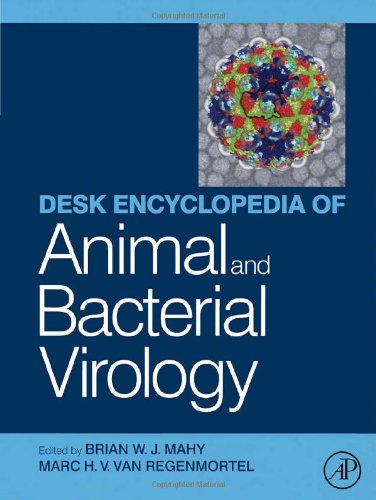 DESK ENCYCLOPEDIA OF
Animal and
Bacterial
Virology
Edited by BRIAN W. J. MAHY
MARC H. V. VAN REGENMORTEL
AP